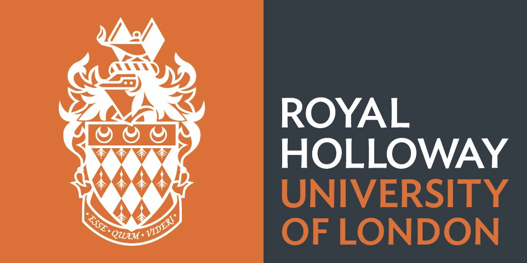 ESSE • QUAM • VIDERI
ROYAL
HOLLOWAY
UNIVERSITY
OF LONDON